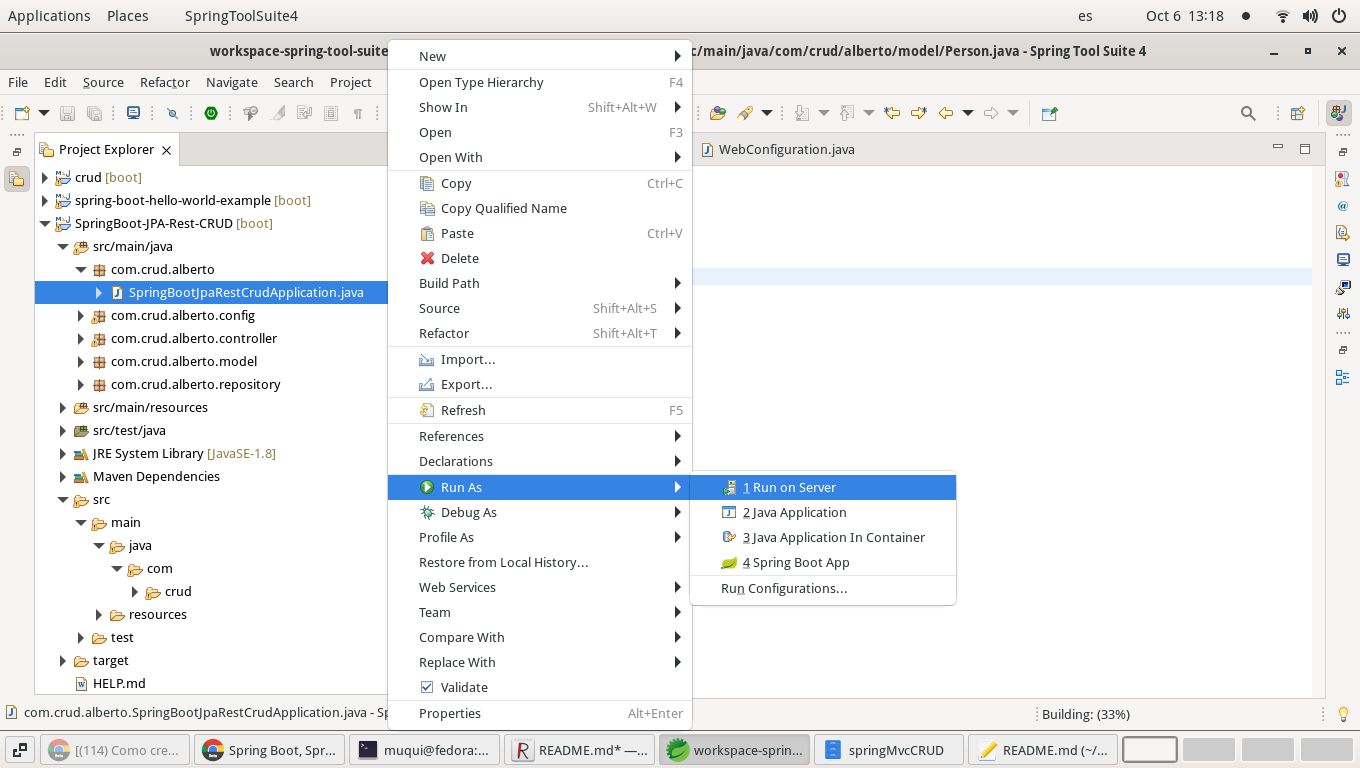 Applications Places SpringToolSuite4 es Oct 6 13:18
workspace-spring-tool-suite c/main/java/com/crud/alberto/model/Person.java - Spring Tool Suite 4
File Edit Source Refactor Navigate Search Project
Project Explorer
WebConfiguration.java
crud [boot]
spring-boot-hello-world-example [boot]
SpringBoot-JPA-Rest-CRUD [boot]
src/main/java
com.crud.alberto
SpringBootJpaRestCrudApplication.java
com.crud.alberto.config
com.crud.alberto.controller
com.crud.alberto.model
com.crud.alberto.repository
src/main/resources
src/test/java
JRE System Library [JavaSE-1.8]
Maven Dependencies
src
main
java
com
crud
resources
test
target
HELP.md
New
Open Type Hierarchy F4
Show In Shift+Alt+W
Open F3
Open With
Copy Ctrl+C
Copy Qualified Name
Paste Ctrl+V
Delete
Build Path
Source Shift+Alt+S
Refactor Shift+Alt+T
Import...
Export...
Refresh F5
References
Declarations
Run As
Debug As
Profile As
Restore from Local History...
Web Services
Team
Compare With
Replace With
Validate
Properties Alt+Enter
1 Run on Server
2 Java Application
3 Java Application In Container
4 Spring Boot App
Run Configurations...
com.crud.alberto.SpringBootJpaRestCrudApplication.java - Sp
Building: (33%)
[(114) Como cre...
Spring Boot, Spr...
muqui@fedora:...
README.md* —...
workspace-sprin...
springMvcCRUD
README.md (~/...